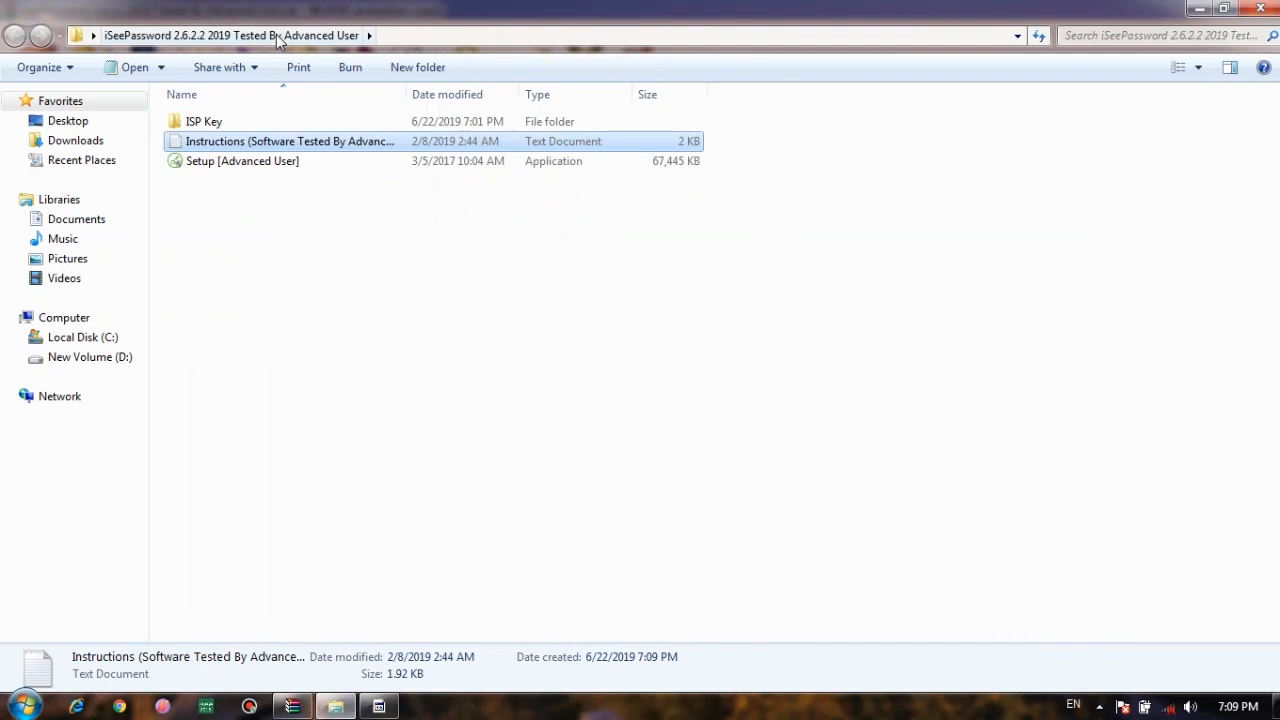 iSeePassword 2.6.2.2 2019 Tested By Advanced User
Search iSeePassword 2.6.2.2 2019 Test...
Organize Open Share with Print Burn New folder
Name Date modified Type Size
Favorites
Desktop
Downloads
Recent Places
Libraries
Documents
Music
Pictures
Videos
Computer
Local Disk (C:)
New Volume (D:)
Network
ISP Key 6/22/2019 7:01 PM File folder
Instructions (Software Tested By Advanc... 2/8/2019 2:44 AM Text Document 2 KB
Setup [Advanced User] 3/5/2017 10:04 AM Application 67,445 KB
Instructions (Software Tested By Advance... Date modified: 2/8/2019 2:44 AM Date created: 6/22/2019 7:09 PM
Text Document Size: 1.92 KB
EN 7:09 PM